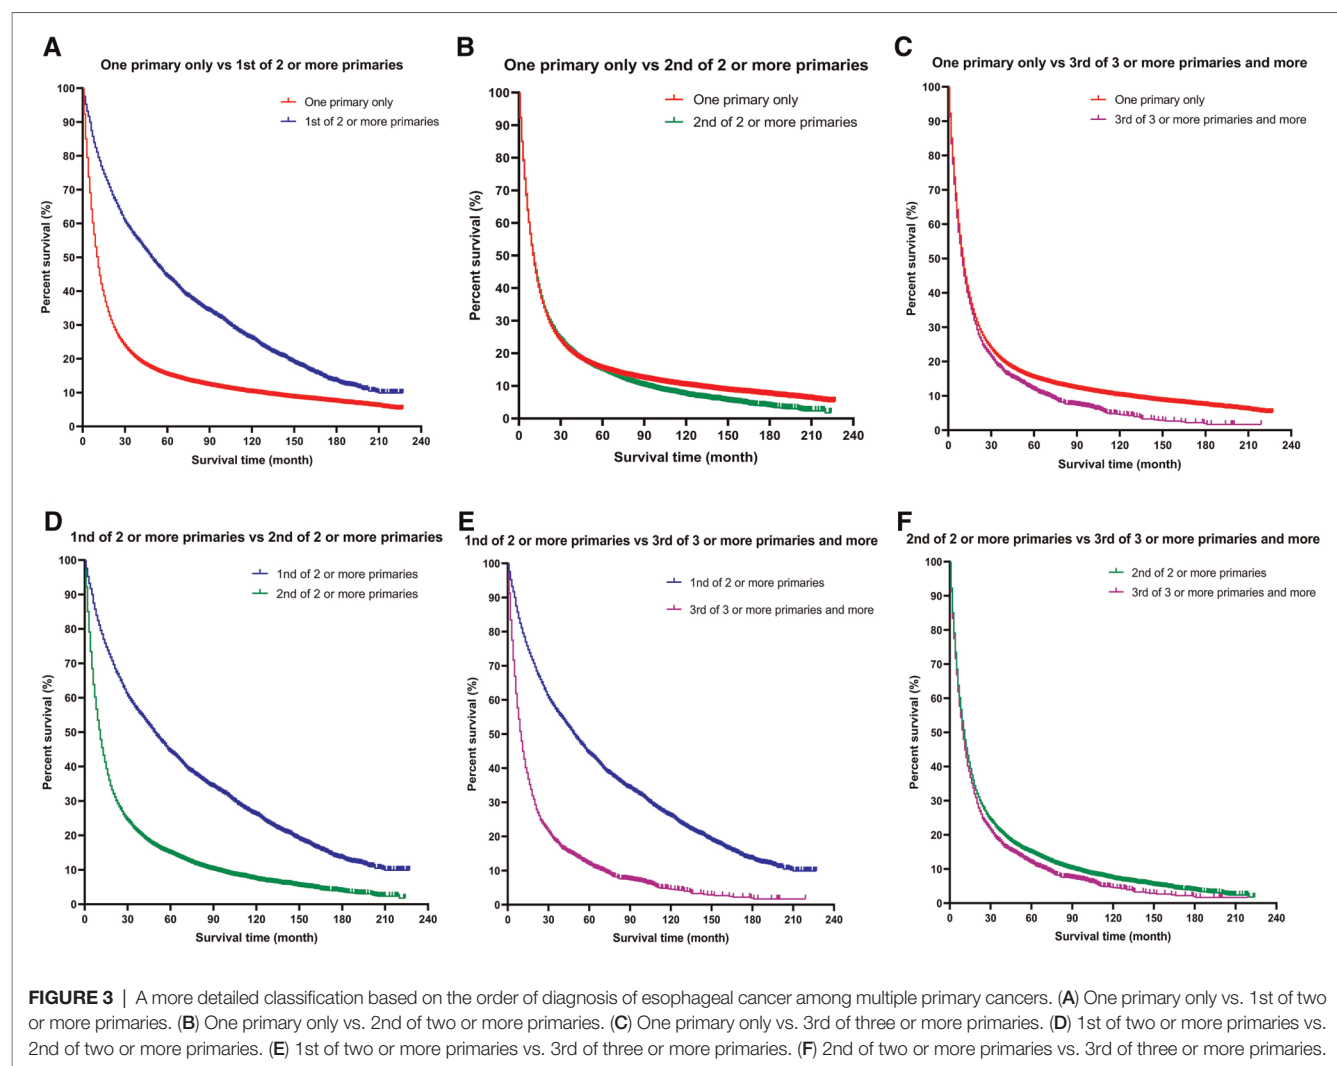 A
One primary only vs 1st of 2 or more primaries
One primary only
1st of 2 or more primaries
Percent survival (%)
100
90
80
70
60
50
40
30
20
10
0
0 30 60 90 120 150 180 210 240
Survival time (month)
B
One primary only vs 2nd of 2 or more primaries
One primary only
2nd of 2 or more primaries
Percent survival (%)
100
90
80
70
60
50
40
30
20
10
0
0 30 60 90 120 150 180 210 240
Survival time (month)
C
One primary only vs 3rd of 3 or more primaries and more
One primary only
3rd of 3 or more primaries and more
Percent survival (%)
100
90
80
70
60
50
40
30
20
10
0
0 30 60 90 120 150 180 210 240
Survival time (month)
D
1nd of 2 or more primaries vs 2nd of 2 or more primaries
1nd of 2 or more primaries
2nd of 2 or more primaries
Percent survival (%)
100
90
80
70
60
50
40
30
20
10
0
0 30 60 90 120 150 180 210 240
Survival time (month)
E
1nd of 2 or more primaries vs 3rd of 3 or more primaries and more
1nd of 2 or more primaries
3rd of 3 or more primaries and more
Percent survival (%)
100
90
80
70
60
50
40
30
20
10
0
0 30 60 90 120 150 180 210 240
Survival time (month)
F
2nd of 2 or more primaries vs 3rd of 3 or more primaries and more
2nd of 2 or more primaries
3rd of 3 or more primaries and more
Percent survival (%)
100
90
80
70
60
50
40
30
20
10
0
0 30 60 90 120 150 180 210 240
Survival time (month)
FIGURE 3 | A more detailed classification based on the order of diagnosis of esophageal cancer among multiple primary cancers. (A) One primary only vs. 1st of two
or more primaries. (B) One primary only vs. 2nd of two or more primaries. (C) One primary only vs. 3rd of three or more primaries. (D) 1st of two or more primaries vs.
2nd of two or more primaries. (E) 1st of two or more primaries vs. 3rd of three or more primaries. (F) 2nd of two or more primaries vs. 3rd of three or more primaries.